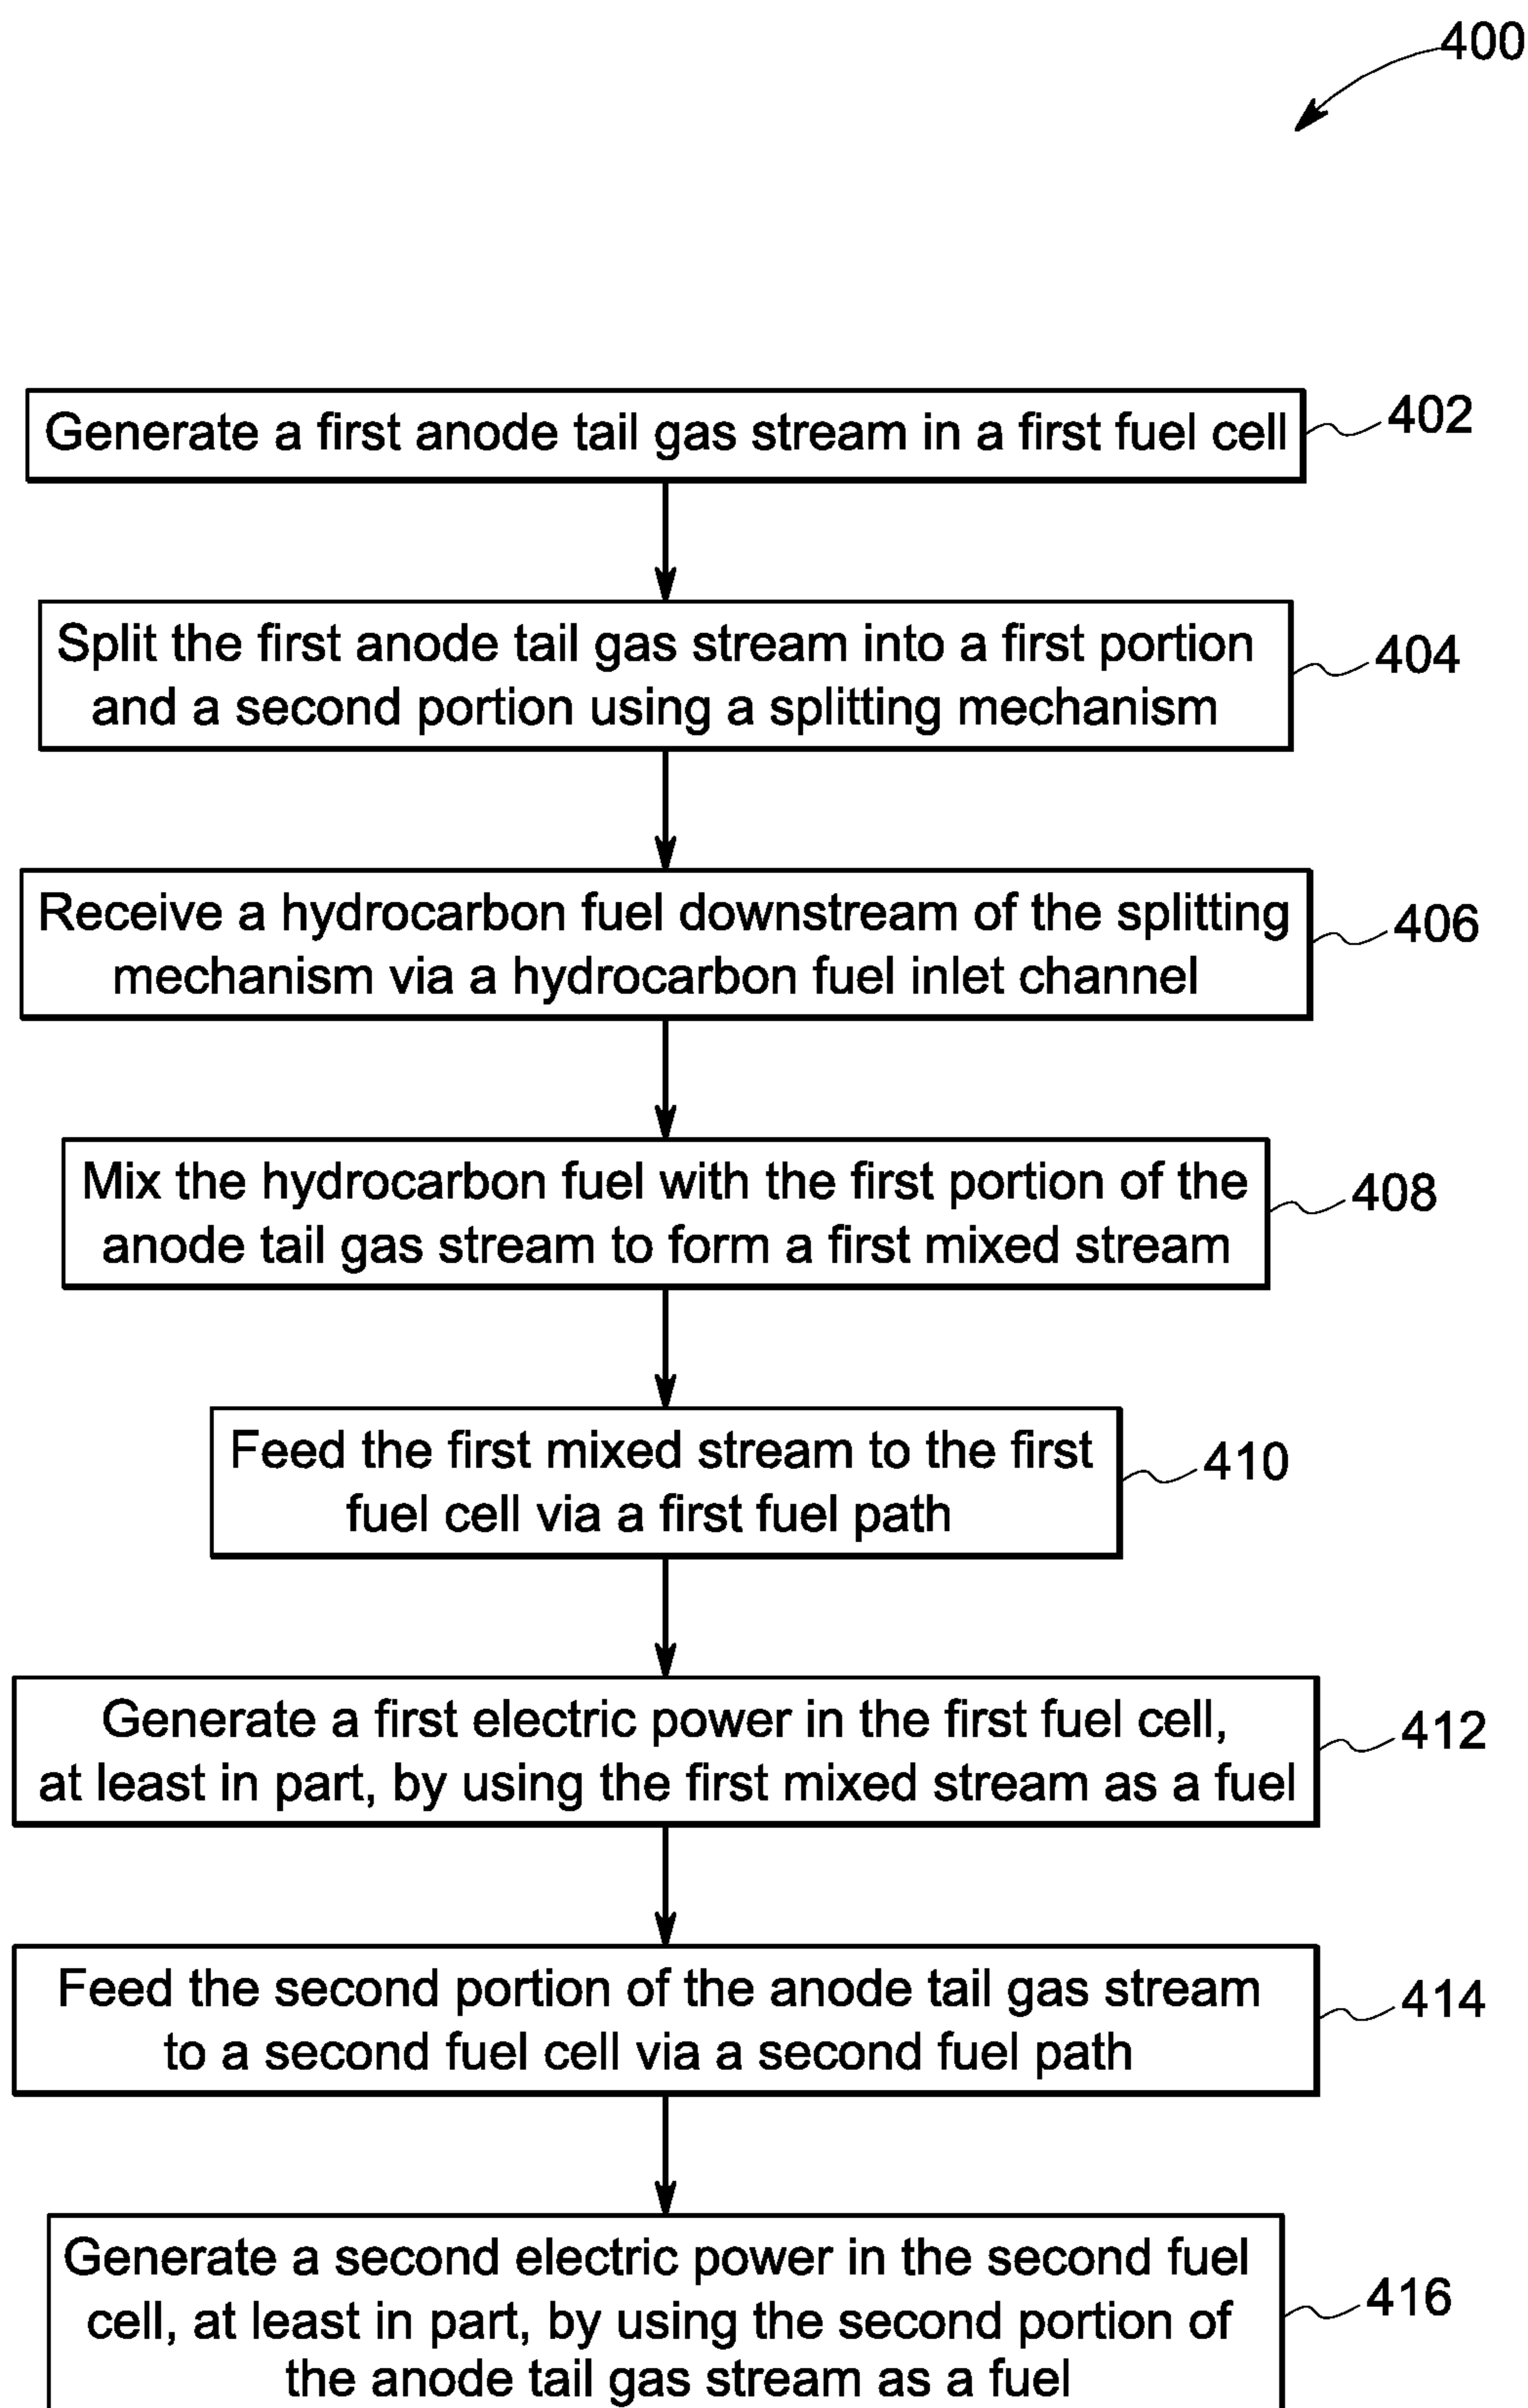 400
Generate a first anode tail gas stream in a first fuel cell
402
Split the first anode tail gas stream into a first portion
and a second portion using a splitting mechanism
404
Receive a hydrocarbon fuel downstream of the splitting
mechanism via a hydrocarbon fuel inlet channel
406
Mix the hydrocarbon fuel with the first portion of the
anode tail gas stream to form a first mixed stream
408
Feed the first mixed stream to the first
fuel cell via a first fuel path
410
Generate a first electric power in the first fuel cell,
at least in part, by using the first mixed stream as a fuel
412
Feed the second portion of the anode tail gas stream
to a second fuel cell via a second fuel path
414
Generate a second electric power in the second fuel
cell, at least in part, by using the second portion of
the anode tail gas stream as a fuel
416